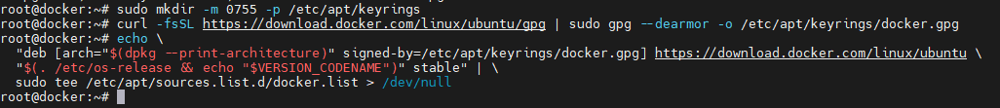 root@docker:~# sudo mkdir -m 0755 -p /etc/apt/keyrings
root@docker:~# curl -fsSL https://download.docker.com/linux/ubuntu/gpg | sudo gpg --dearmor -o /etc/apt/keyrings/docker.gpg
root@docker:~# echo \
  "deb [arch="$(dpkg --print-architecture)" signed-by=/etc/apt/keyrings/docker.gpg] https://download.docker.com/linux/ubuntu \
  "$(. /etc/os-release && echo "$VERSION_CODENAME")" stable" | \
  sudo tee /etc/apt/sources.list.d/docker.list > /dev/null
root@docker:~#